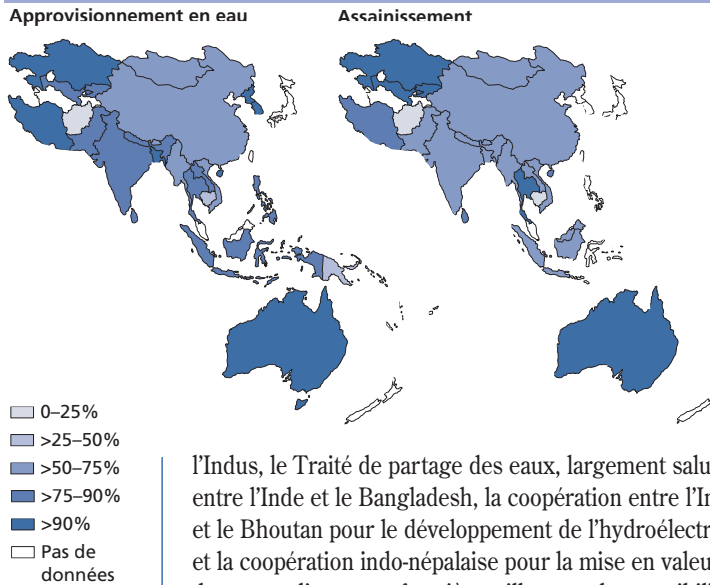 Approvisionnement en eau
Assainissement
0–25%
>25–50%
>50–75%
>75–90%
>90%
Pas de
données
l'Indus, le Traité de partage des eaux, largement salu
entre l'Inde et le Bangladesh, la coopération entre l'I
et le Bhoutan pour le développement de l'hydroélectr
et la coopération indo-népalaise pour la mise en valeu